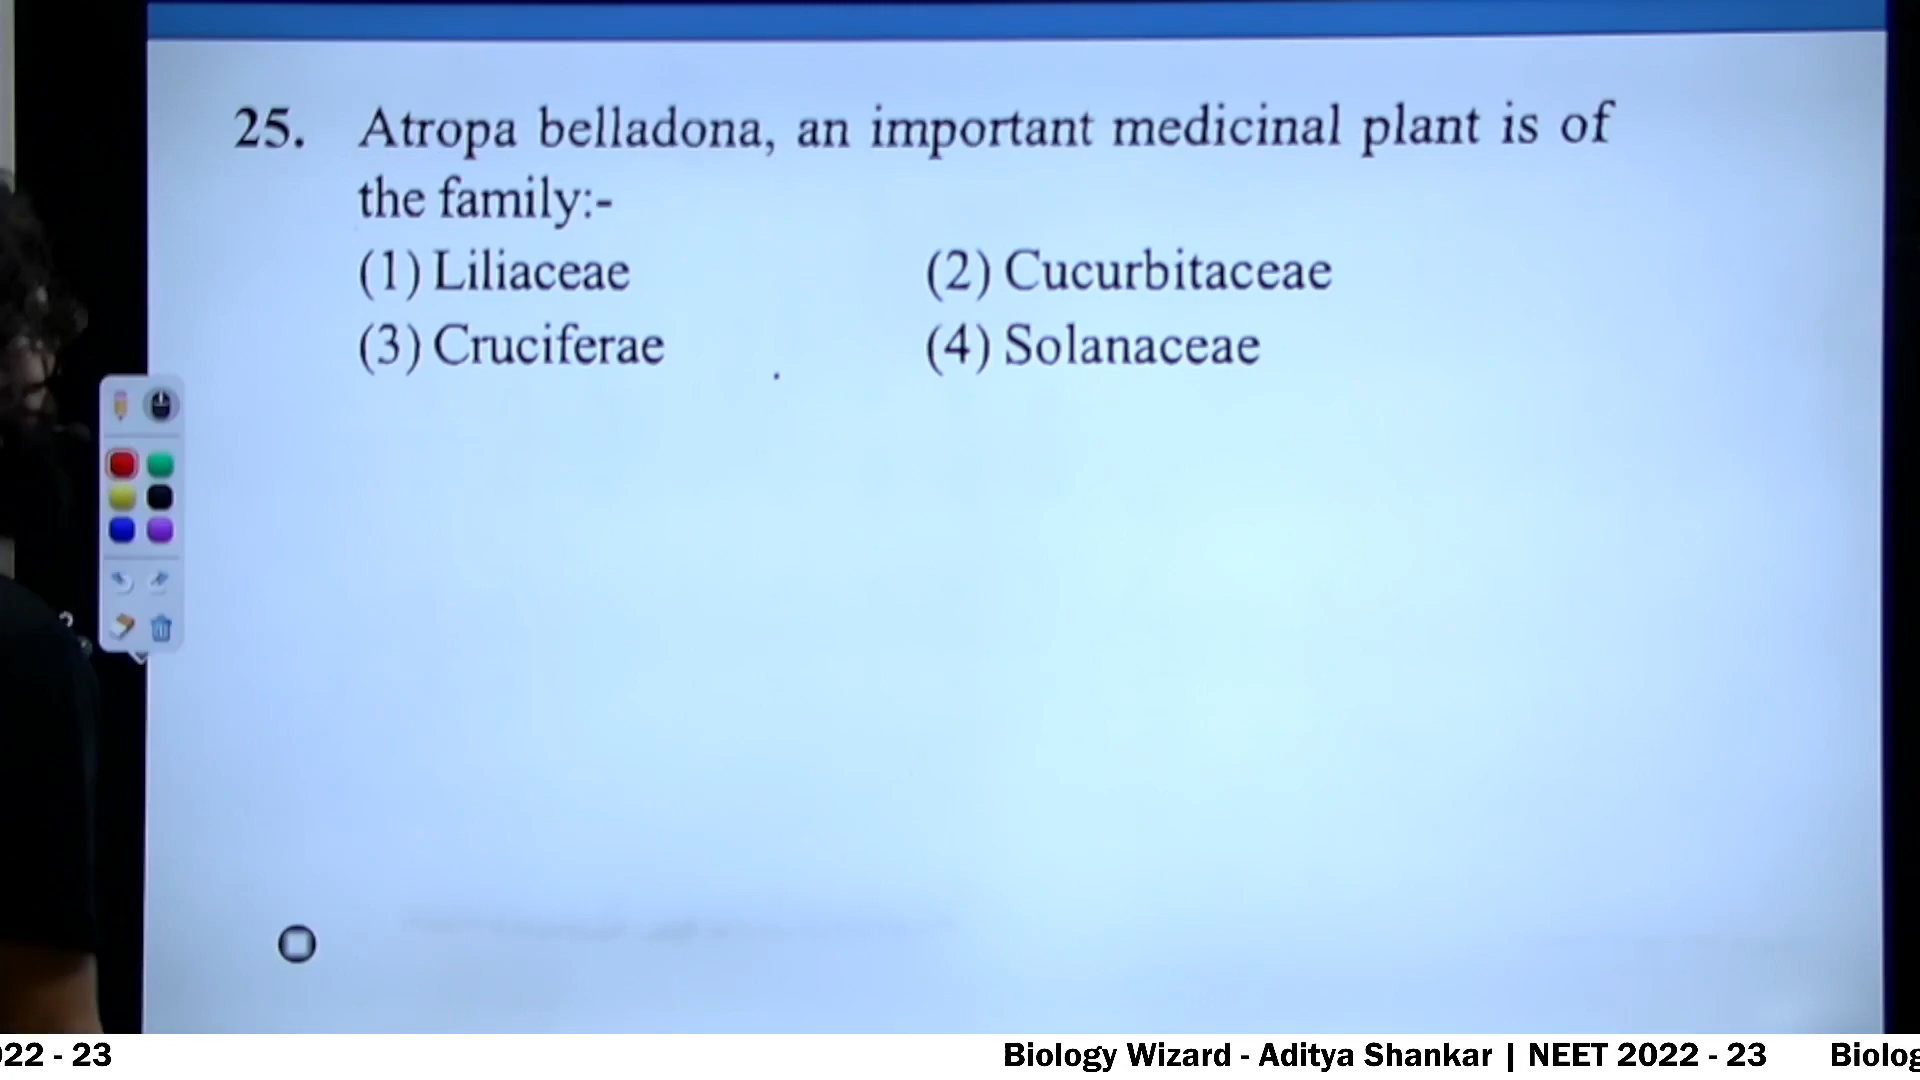 25. Atropa belladona, an important medicinal plant is of
the family:-
(1) Liliaceae (2) Cucurbitaceae
(3) Cruciferae (4) Solanaceae
22 - 23 Biology Wizard - Aditya Shankar | NEET 2022 - 23 Biolog